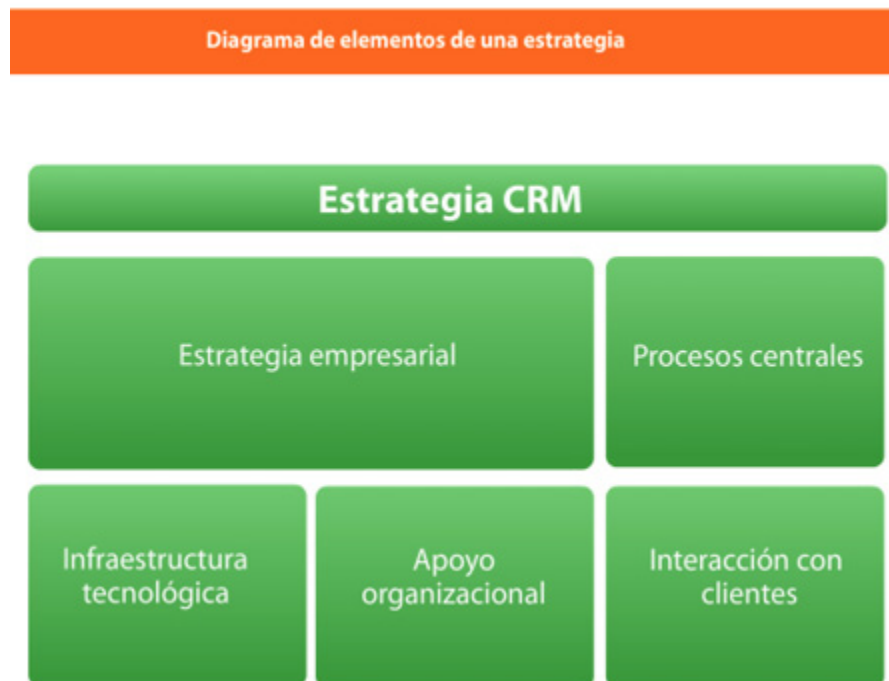 Diagrama de elementos de una estrategia
Estrategia CRM
Estrategia empresarial
Procesos centrales
Infraestructura
tecnológica
Apoyo
organizacional
Interacción con
clientes